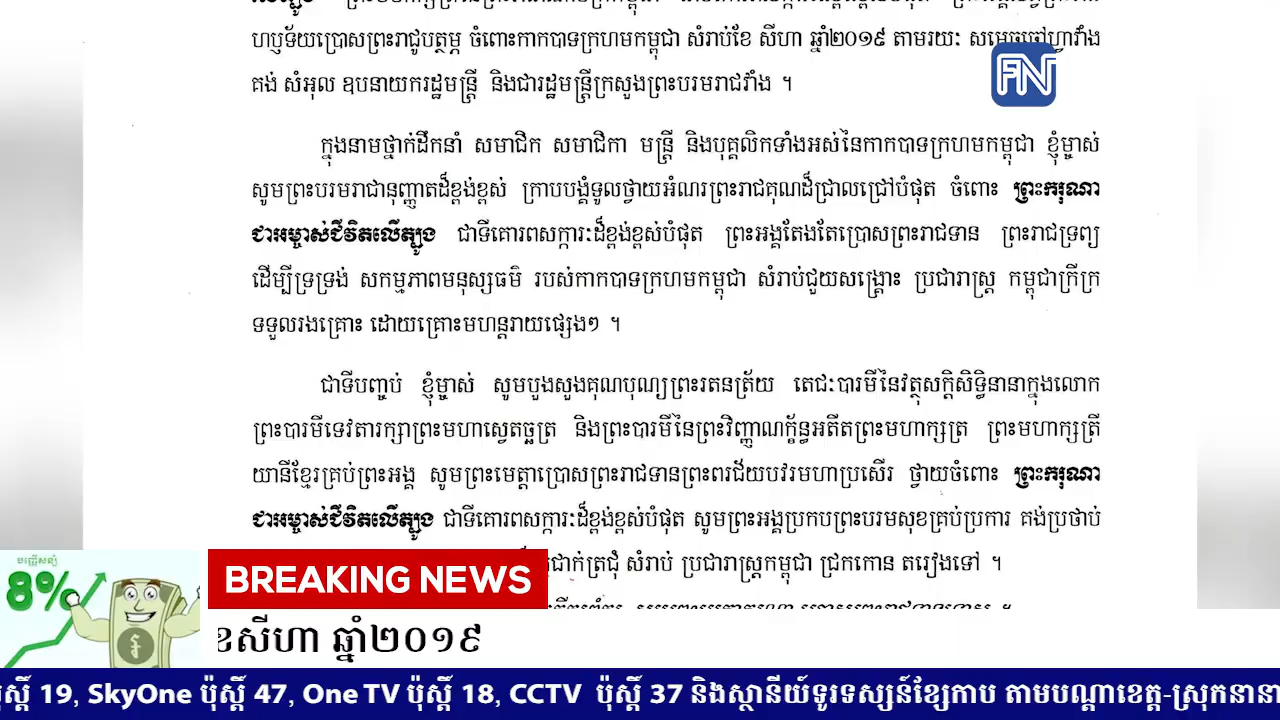 ហឫទ័យប្រោសព្រះរាជូបត្ថម្ភ ចំពោះកាកបាទក្រហមកម្ពុជា សំរាប់ខែ សីហា ឆ្នាំ២០១៩ តាមរយៈ សម្តេចចៅហ្វាវាំង
គង់ សំអុល ឧបនាយករដ្ឋមន្ត្រី និងជារដ្ឋមន្ត្រីក្រសួងព្រះបរមរាជវាំង ។
ក្នុងនាមថ្នាក់ដឹកនាំ សមាជិក សមាជិកា មន្ត្រី និងបុគ្គលិកទាំងអស់នៃកាកបាទក្រហមកម្ពុជា ខ្ញុំម្ចាស់
សូមព្រះបរមរាជានុញ្ញាតដ៏ខ្ពង់ខ្ពស់ ក្រាបបង្គំទូលថ្វាយអំណរព្រះរាជគុណដ៏ជ្រាលជ្រៅបំផុត ចំពោះ ព្រះករុណា
ជាអម្ចាស់ជីវិតលើត្បូង ជាទីគោរពសក្ការៈដ៏ខ្ពង់ខ្ពស់បំផុត ព្រះអង្គតែងតែប្រោសព្រះរាជទាន ព្រះរាជទ្រព្យ
ដើម្បីទ្រទ្រង់ សកម្មភាពមនុស្សធម៌ របស់កាកបាទក្រហមកម្ពុជា សំរាប់ជួយសង្គ្រោះ ប្រជារាស្ត្រ កម្ពុជាក្រីក្រ
ទទួលរងគ្រោះ ដោយគ្រោះមហន្តរាយផ្សេងៗ ។
ជាទីបញ្ចប់ ខ្ញុំម្ចាស់ សូមបួងសួងគុណបុណ្យព្រះរតនត្រ័យ តេជៈបារមីនៃវត្ថុសក្តិសិទ្ធិនានាក្នុងលោក
ព្រះបារមីទេវតារក្សាព្រះមហាស្វេតច្ឆត្រ និងព្រះបារមីនៃព្រះវិញ្ញាណក្ខ័ន្ធអតីតព្រះមហាក្សត្រ ព្រះមហាក្សត្រី
យានីខ្មែរគ្រប់ព្រះអង្គ សូមព្រះមេត្តាប្រោសព្រះរាជទានព្រះពរជ័យបវរមហាប្រសើរ ថ្វាយចំពោះ ព្រះករុណា
ជាអម្ចាស់ជីវិតលើត្បូង ជាទីគោរពសក្ការៈដ៏ខ្ពង់ខ្ពស់បំផុត សូមព្រះអង្គប្រកបព្រះបរមសុខគ្រប់ប្រការ គង់ប្រថាប់
ជាក់ត្រជុំ សំរាប់ ប្រជារាស្ត្រកម្ពុជា ជ្រកកោន តរៀងទៅ ។
FN
បញ្ញើសន្សំ
8%
BREAKING NEWS
ខែសីហា ឆ្នាំ២០១៩
ប៉ុស្តិ៍ 19, SkyOne ប៉ុស្តិ៍ 47, One TV ប៉ុស្តិ៍ 18, CCTV ប៉ុស្តិ៍ 37 និងស្ថានីយ៍ទូរទស្សន៍ខ្សែកាប តាមបណ្តាខេត្ត-ស្រុកនានា